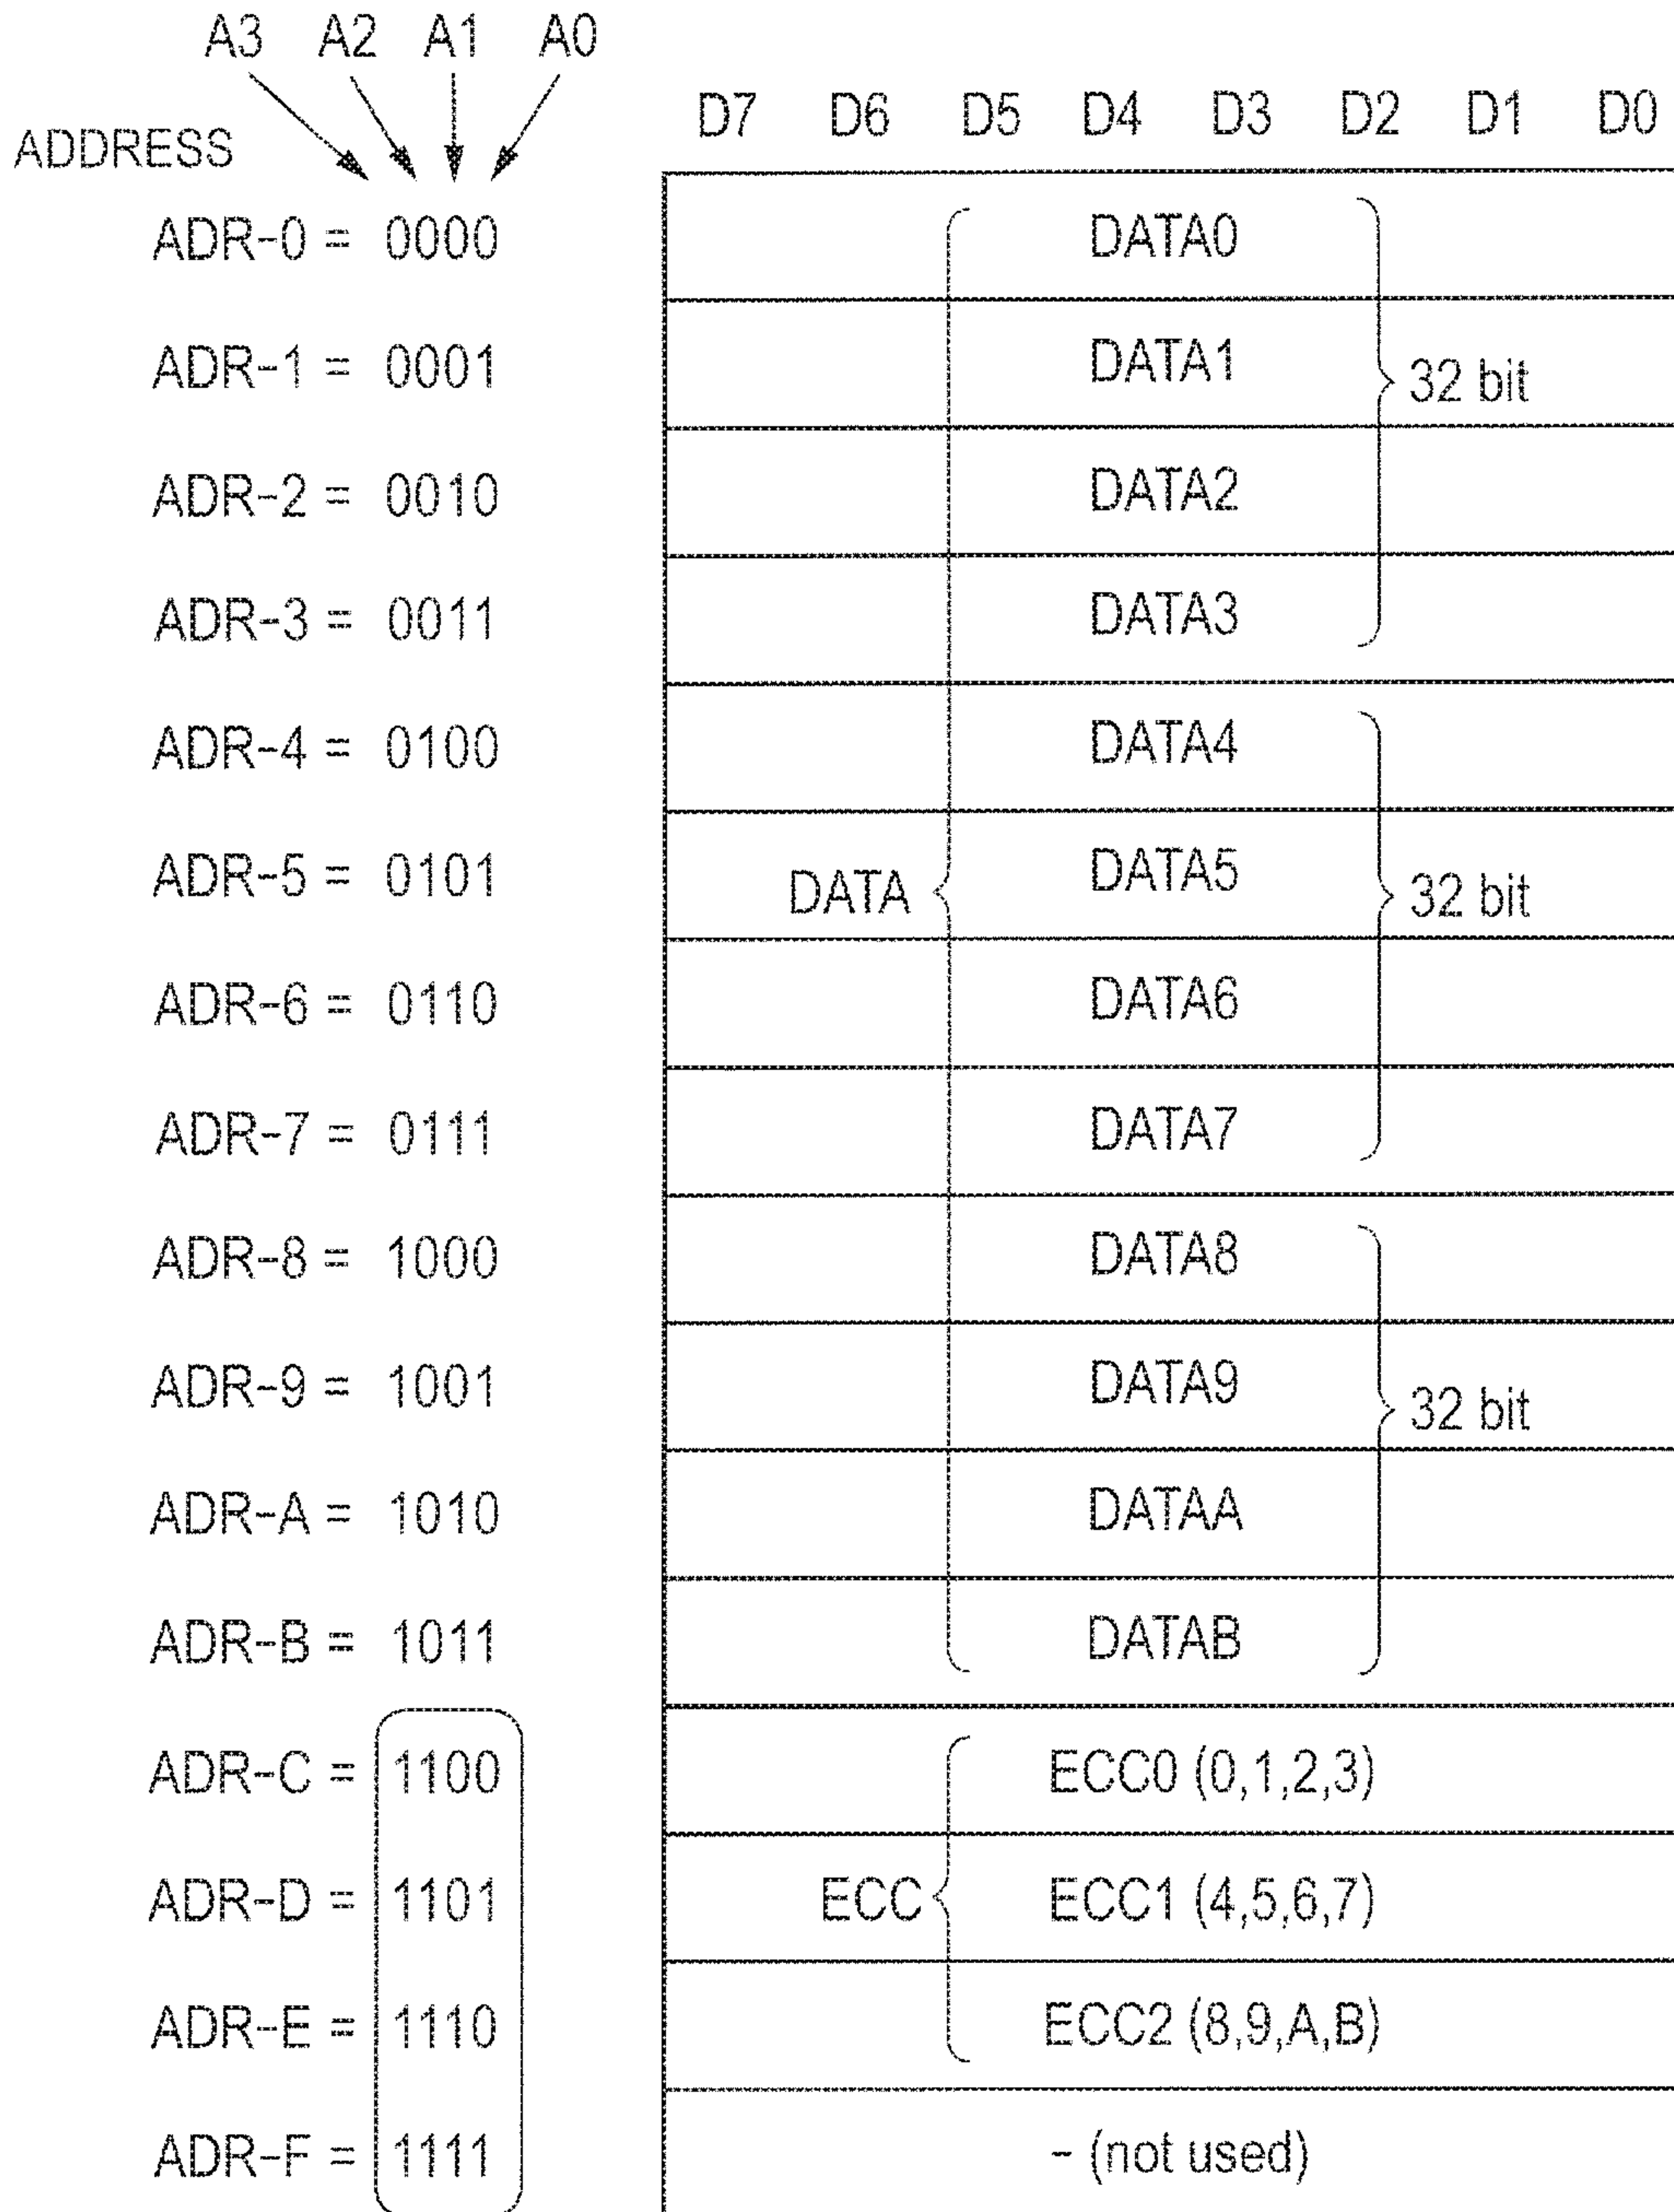 A3 A2 A1 A0
D7 D6 D5 D4 D3 D2 D1 D0
ADDRESS
ADR-0 = 0000 DATA0
ADR-1 = 0001 DATA1 32 bit
ADR-2 = 0010 DATA2
ADR-3 = 0011 DATA3
ADR-4 = 0100 DATA4
ADR-5 = 0101 DATA DATA5 32 bit
ADR-6 = 0110 DATA6
ADR-7 = 0111 DATA7
ADR-8 = 1000 DATA8
ADR-9 = 1001 DATA9 32 bit
ADR-A = 1010 DATAA
ADR-B = 1011 DATAB
ADR-C = 1100 ECC0 (0,1,2,3)
ADR-D = 1101 ECC ECC1 (4,5,6,7)
ADR-E = 1110 ECC2 (8,9,A,B)
ADR-F = 1111 - (not used)